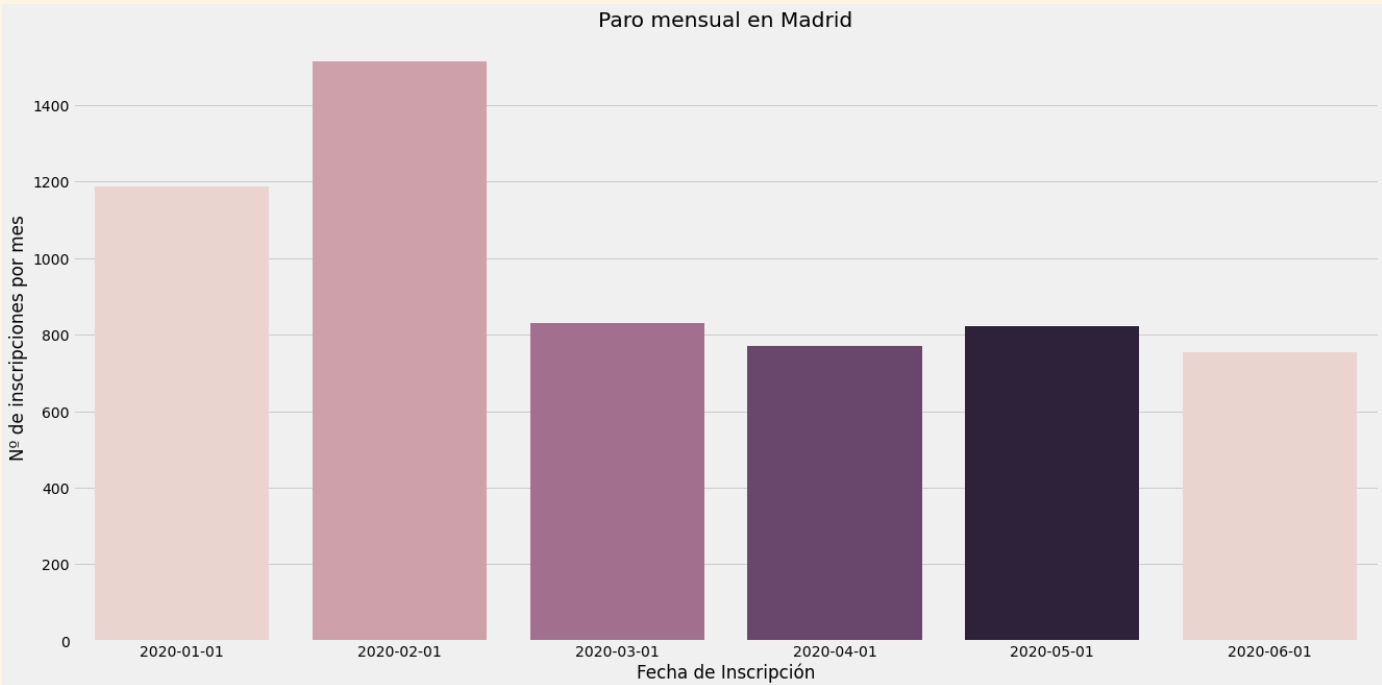 Paro mensual en Madrid
Nº de inscripciones por mes
1400
1200
1000
800
600
400
200
0
2020-01-01 2020-02-01 2020-03-01 2020-04-01 2020-05-01 2020-06-01
Fecha de Inscripción